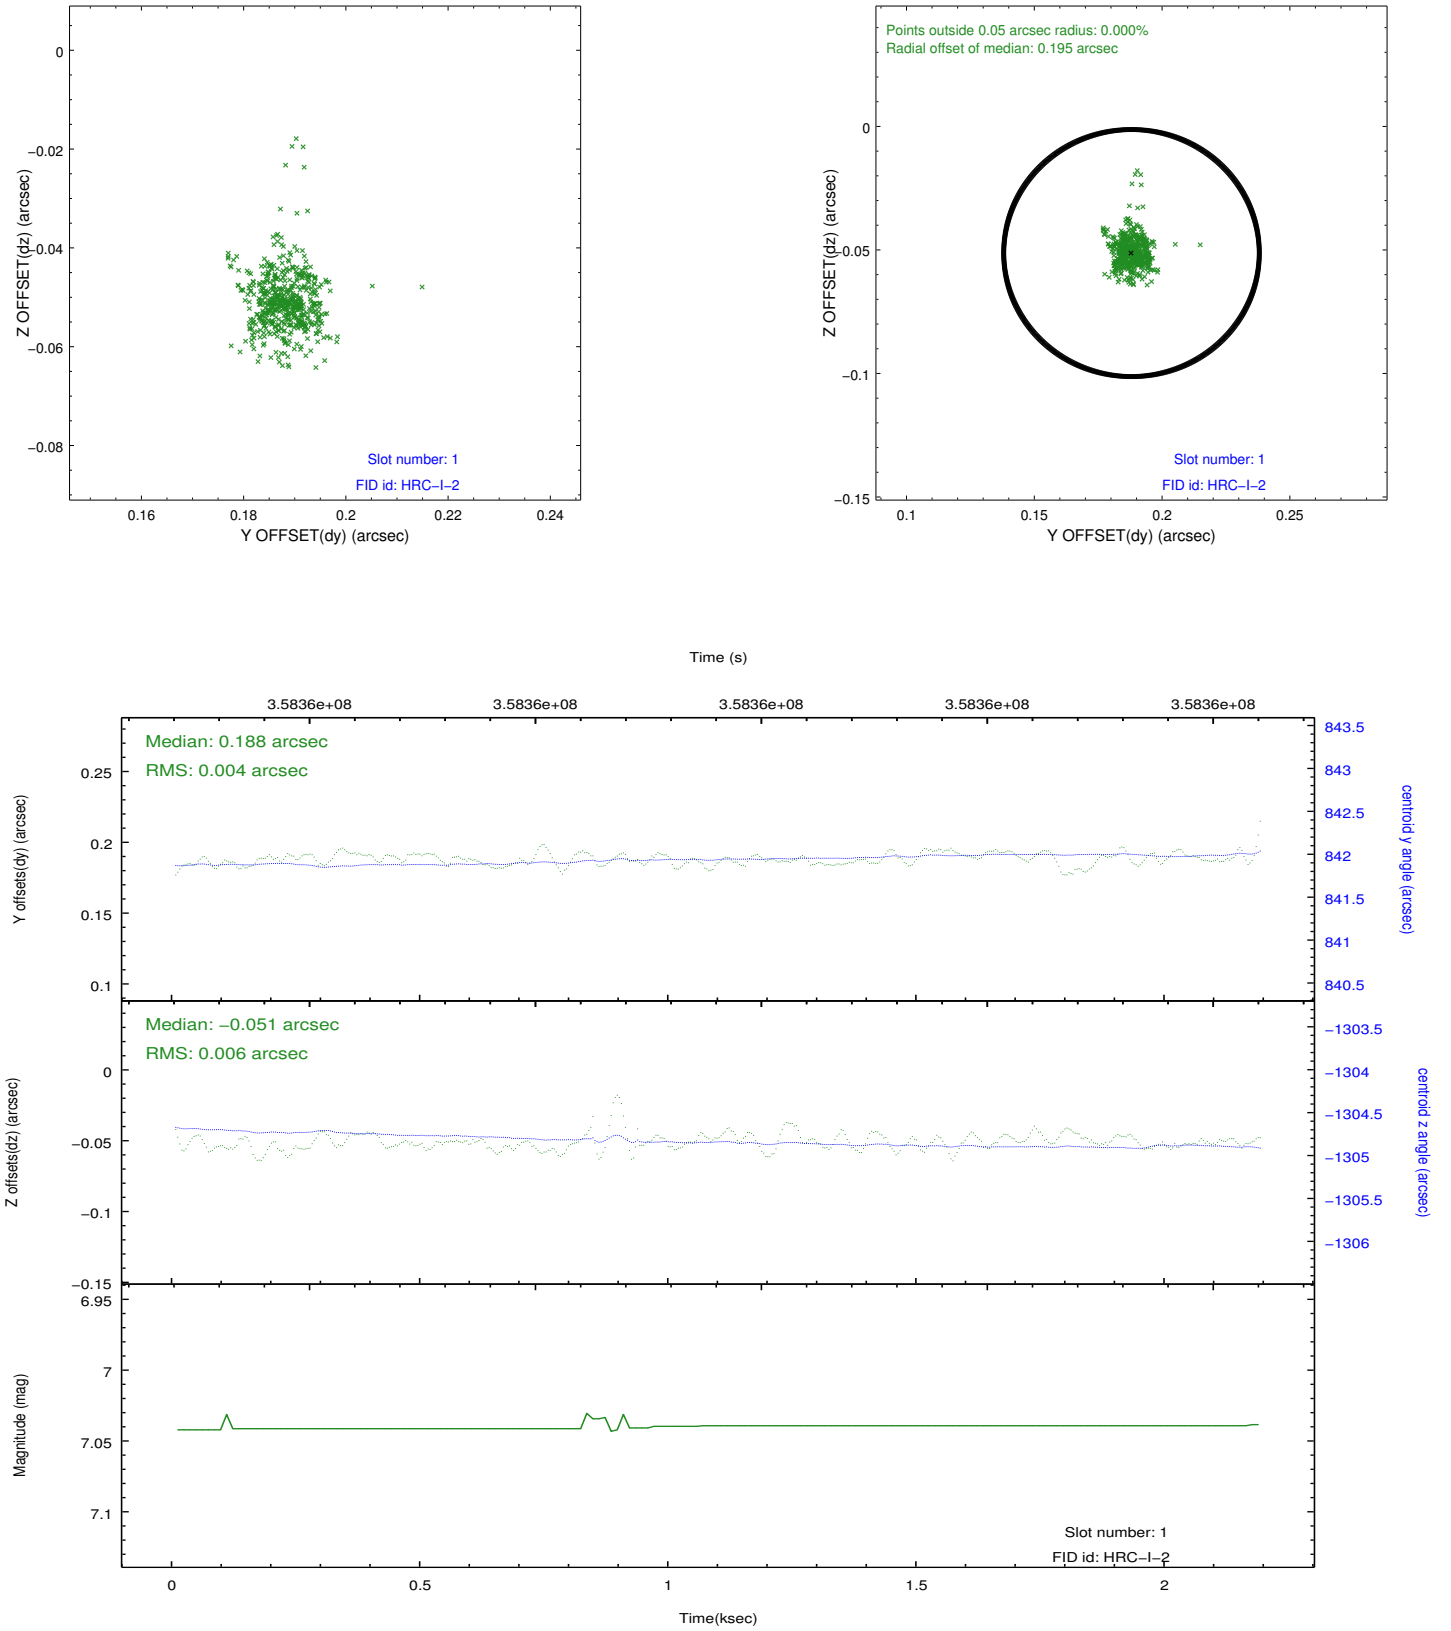 0
−0.02
−0.04
−0.06
−0.08
Z OFFSET(dz) (arcsec)
Slot number: 1
FID id: HRC−I−2
0.16 0.18 0.2 0.22 0.24
Y OFFSET(dy) (arcsec)
Points outside 0.05 arcsec radius: 0.000%
Radial offset of median: 0.195 arcsec
0
−0.05
−0.1
−0.15
Z OFFSET(dz) (arcsec)
Slot number: 1
FID id: HRC−I−2
0.1 0.15 0.2 0.25
Y OFFSET(dy) (arcsec)
Time (s)
3.5836e+08 3.5836e+08 3.5836e+08 3.5836e+08 3.5836e+08
Median: 0.188 arcsec
RMS: 0.004 arcsec
0.25
0.2
0.15
0.1
Y offsets(dy) (arcsec)
843.5
843
842.5
842
841.5
841
840.5
centroid y angle (arcsec)
Median: −0.051 arcsec
RMS: 0.006 arcsec
0
−0.05
−0.1
−0.15
Z offsets(dz) (arcsec)
−1303.5
−1304
−1304.5
−1305
−1305.5
−1306
centroid z angle (arcsec)
6.95
7
7.05
7.1
Magnitude (mag)
Slot number: 1
FID id: HRC−I−2
0 0.5 1 1.5 2
Time(ksec)